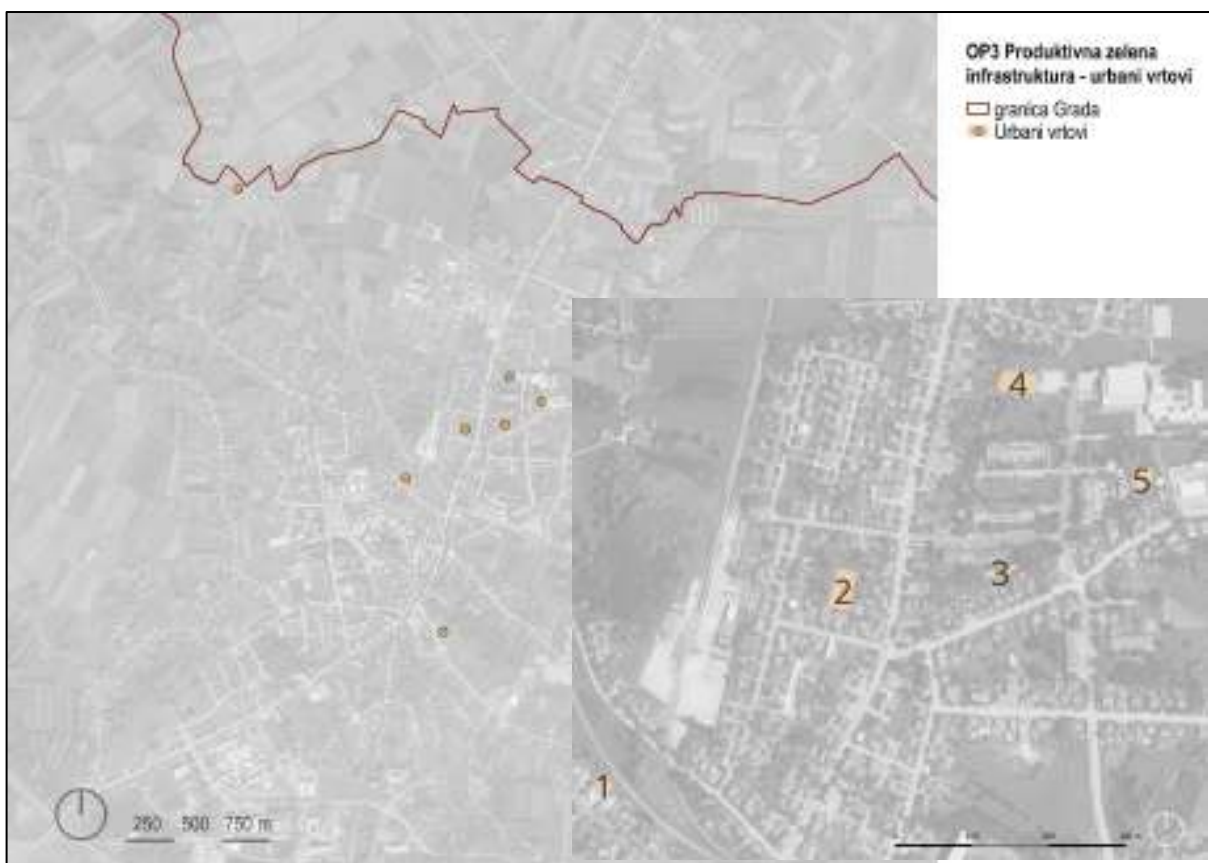 OP3 Produktivna zelena
infrastruktura - urbani vrtovi
granica Grada
Urbani vrtovi
4
5
3
2
1
250 500 750 m